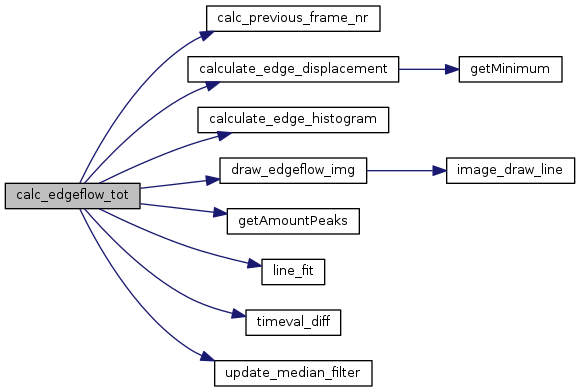 calc_previous_frame_nr
calculate_edge_displacement
getMinimum
calculate_edge_histogram
draw_edgeflow_img
image_draw_line
calc_edgeflow_tot
getAmountPeaks
line_fit
timeval_diff
update_median_filter